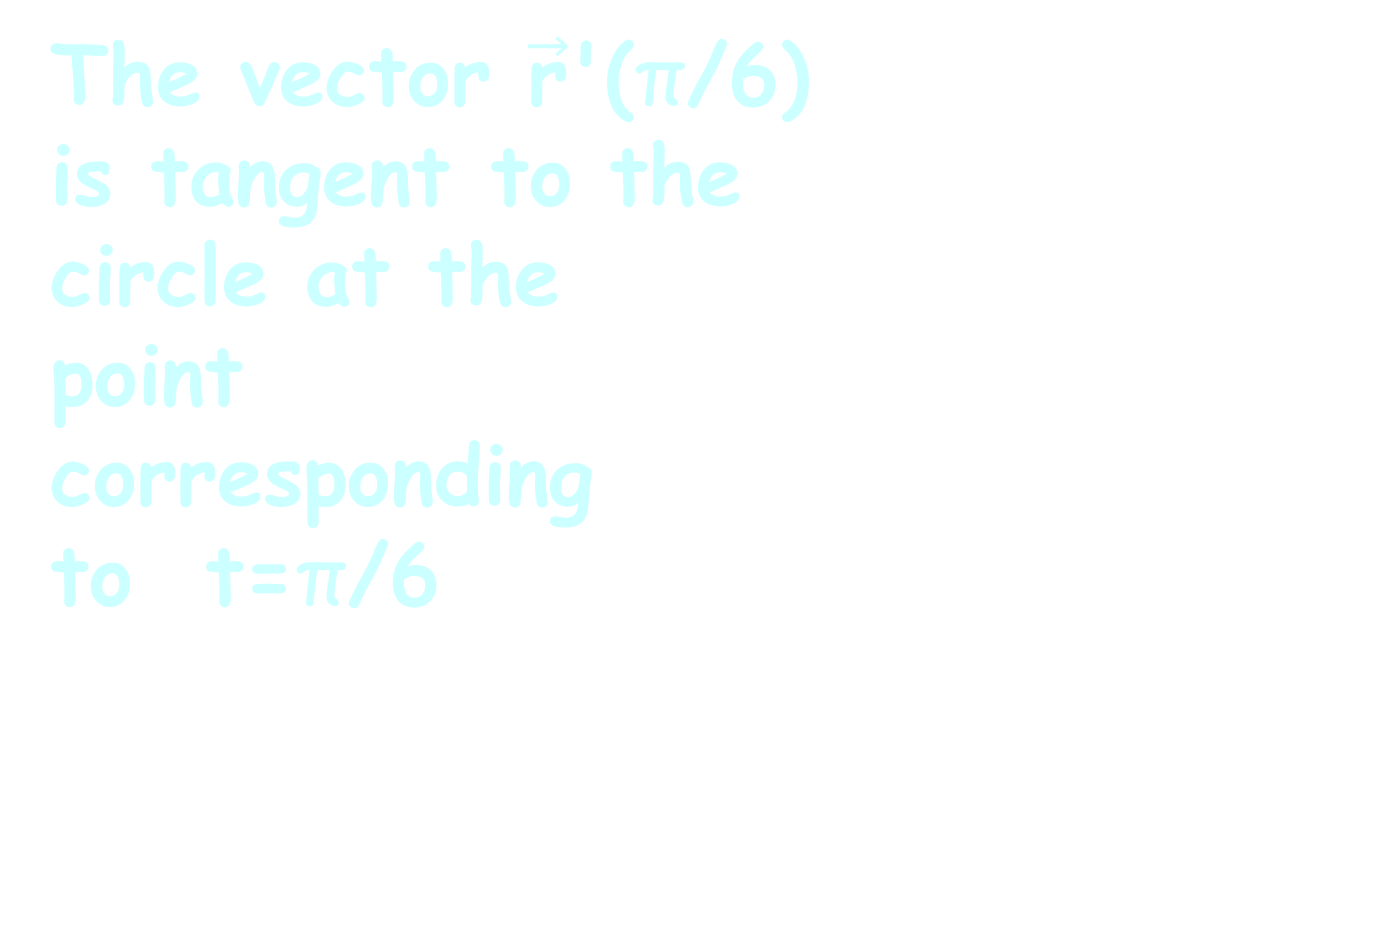 The vector r⃗'(π/6)
is tangent to the
circle at the
point
corresponding
to t=π/6